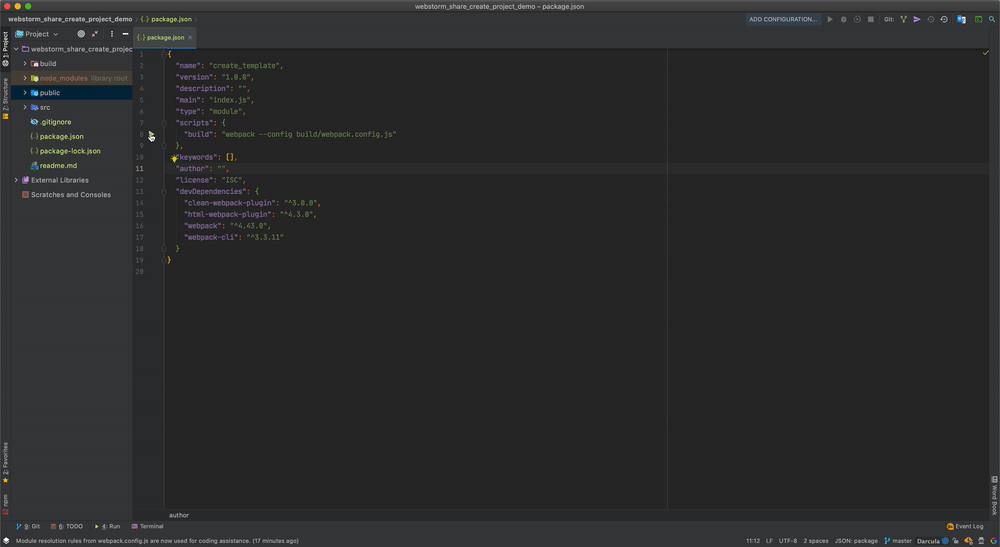 webstorm_share_create_project_demo – package.json
webstorm_share_create_project_demo › {.} package.json
ADD CONFIGURATION...
Git:
1: Project
Project
{.} package.json
webstorm_share_create_projec
build
node_modules library root
public
src
.gitignore
package.json
package-lock.json
readme.md
External Libraries
Scratches and Consoles
Z: Structure
2: Favorites
npm
1 {
2 "name": "create_template",
3 "version": "1.0.0",
4 "description": "",
5 "main": "index.js",
6 "type": "module",
7 "scripts": {
8 "build": "webpack --config build/webpack.config.js"
9 },
10 "keywords": [],
11 "author": "",
12 "license": "ISC",
13 "devDependencies": {
14 "clean-webpack-plugin": "^3.0.0",
15 "html-webpack-plugin": "^4.3.0",
16 "webpack": "^4.43.0",
17 "webpack-cli": "^3.3.11"
18 }
19 }
20
author
Word Book
9: Git
6: TODO
4: Run
Terminal
Event Log
Module resolution rules from webpack.config.js are now used for coding assistance. (17 minutes ago)
11:12 LF UTF-8 2 spaces JSON: package master Darcula